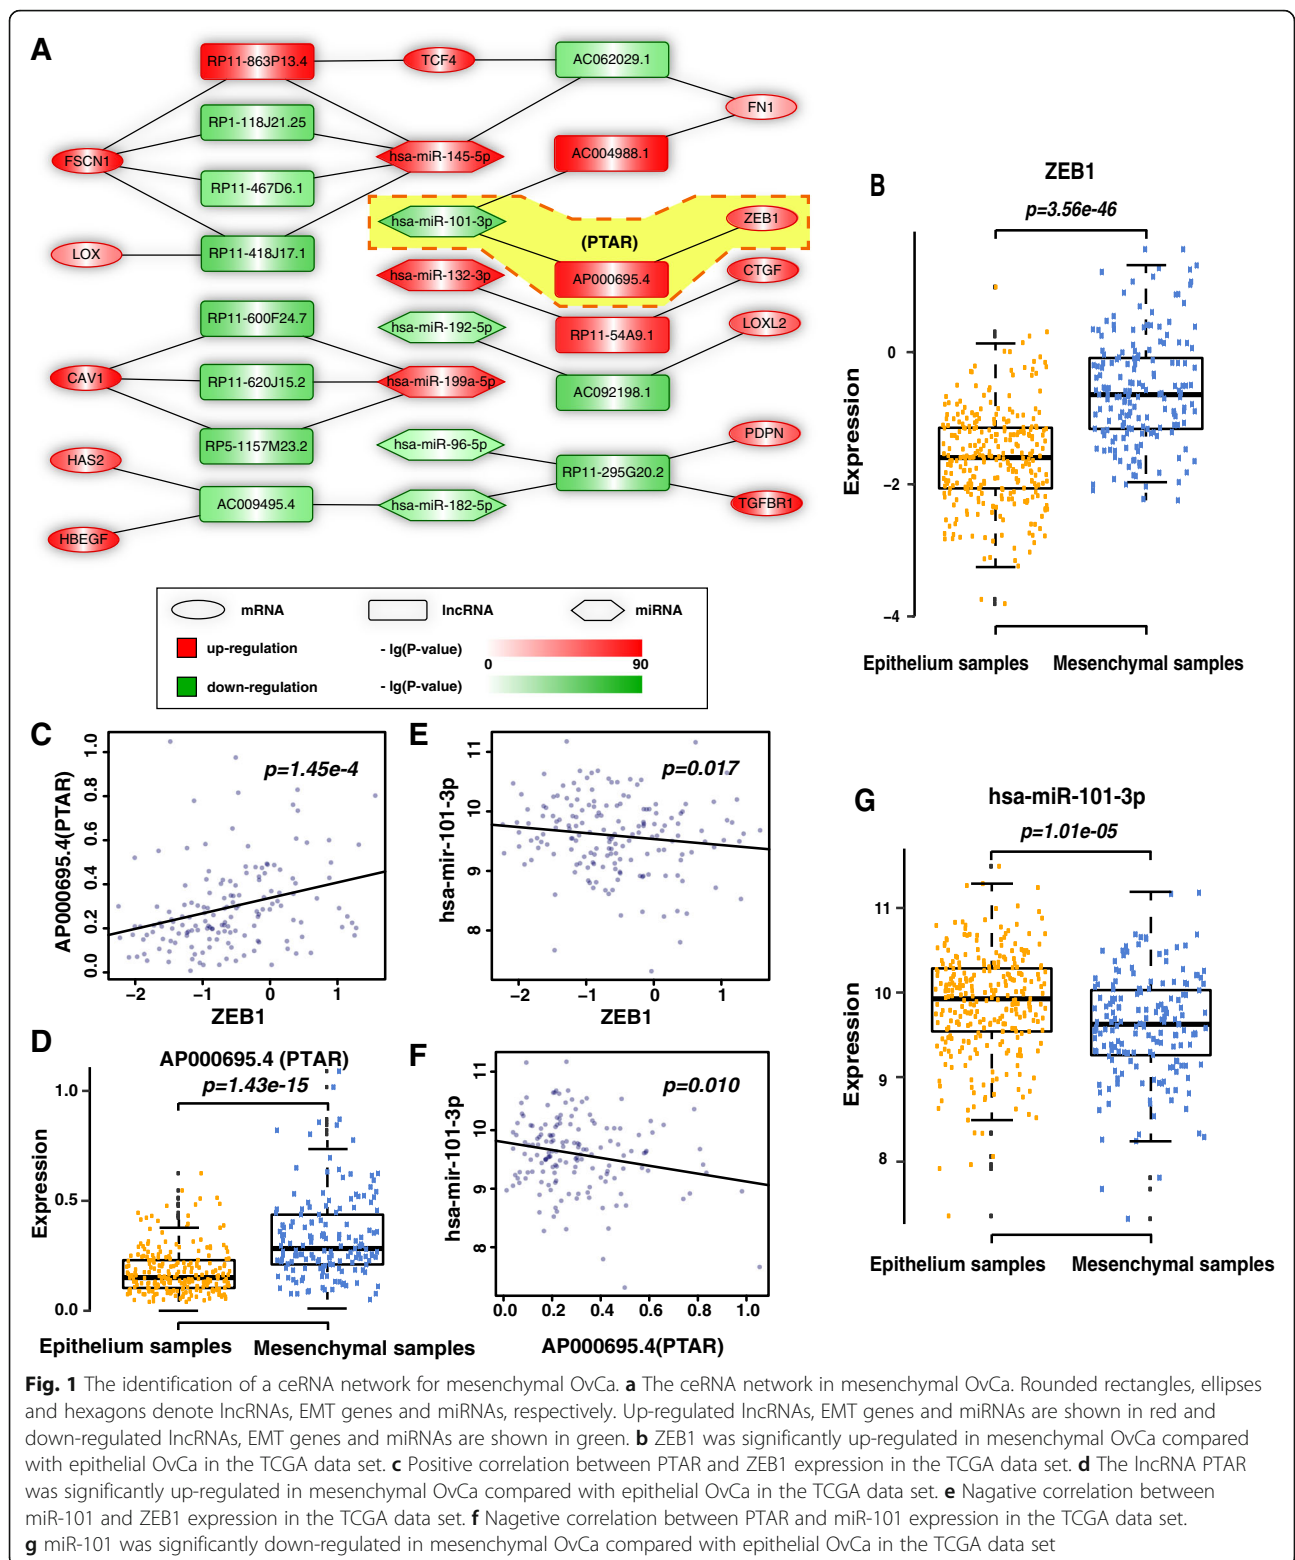 A
RP11-863P13.4
TCF4
AC062029.1
FN1
RP1-118J21.25
FSCN1
hsa-miR-145-5p
AC004988.1
RP11-467D6.1
hsa-miR-101-3p
ZEB1
(PTAR)
LOX
RP11-418J17.1
hsa-miR-132-3p
AP000695.4
CTGF
RP11-600F24.7
hsa-miR-192-5p
RP11-54A9.1
LOXL2
CAV1
RP11-620J15.2
hsa-miR-199a-5p
AC092198.1
RP5-1157M23.2
hsa-miR-96-5p
PDPN
HAS2
RP11-295G20.2
AC009495.4
hsa-miR-182-5p
TGFBR1
HBEGF
mRNA
lncRNA
miRNA
up-regulation
- lg(P-value)
0
90
down-regulation
- lg(P-value)
B
ZEB1
p=3.56e-46
Expression
0
−2
−4
Epithelium samples
Mesenchymal samples
C
AP000695.4(PTAR)
1.0
0.8
0.6
0.4
0.2
0.0
p=1.45e-4
−2
−1
0
1
ZEB1
E
hsa-mir-101-3p
11
10
9
8
p=0.017
−2
−1
0
1
ZEB1
G
hsa-miR-101-3p
p=1.01e-05
Expression
11
10
9
8
Epithelium samples
Mesenchymal samples
D
AP000695.4 (PTAR)
p=1.43e-15
Expression
1.0
0.5
0.0
Epithelium samples
Mesenchymal samples
F
hsa-mir-101-3p
11
10
9
8
p=0.010
0.0
0.2
0.4
0.6
0.8
1.0
AP000695.4(PTAR)
Fig. 1 The identification of a ceRNA network for mesenchymal OvCa. a The ceRNA network in mesenchymal OvCa. Rounded rectangles, ellipses
and hexagons denote lncRNAs, EMT genes and miRNAs, respectively. Up-regulated lncRNAs, EMT genes and miRNAs are shown in red and
down-regulated lncRNAs, EMT genes and miRNAs are shown in green. b ZEB1 was significantly up-regulated in mesenchymal OvCa compared
with epithelial OvCa in the TCGA data set. c Positive correlation between PTAR and ZEB1 expression in the TCGA data set. d The lncRNA PTAR
was significantly up-regulated in mesenchymal OvCa compared with epithelial OvCa in the TCGA data set. e Nagative correlation between
miR-101 and ZEB1 expression in the TCGA data set. f Nagetive correlation between PTAR and miR-101 expression in the TCGA data set.
g miR-101 was significantly down-regulated in mesenchymal OvCa compared with epithelial OvCa in the TCGA data set